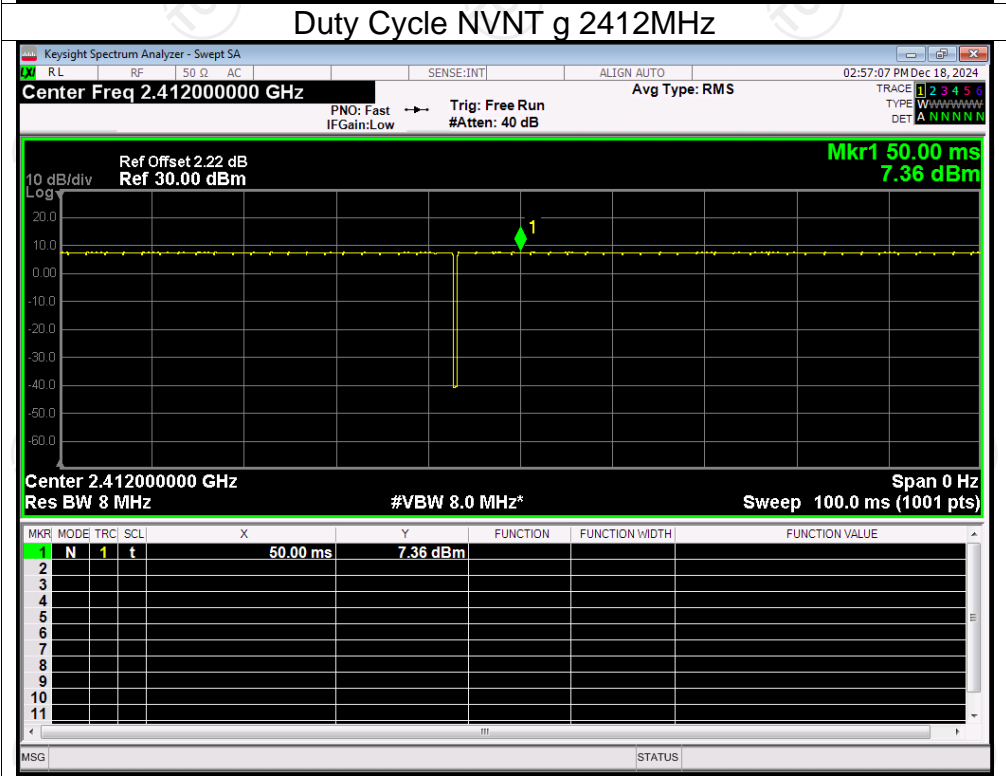 Duty Cycle NVNT g 2412MHz
Keysight Spectrum Analyzer - Swept SA
LXI RL RF 50 Ω AC SENSE:INT ALIGN AUTO 02:57:07 PM Dec 18, 2024
Center Freq 2.412000000 GHz Avg Type: RMS TRACE 1 2 3 4 5 6
PNO: Fast Trig: Free Run TYPE WWWWWW
IFGain:Low #Atten: 40 dB DET A N N N N N
Mkr1 50.00 ms
7.36 dBm
Ref Offset 2.22 dB
10 dB/div Ref 30.00 dBm
Log
20.0
1
10.0
0.00
-10.0
-20.0
-30.0
-40.0
-50.0
-60.0
Center 2.412000000 GHz Span 0 Hz
Res BW 8 MHz #VBW 8.0 MHz* Sweep 100.0 ms (1001 pts)
MKR MODE TRC SCL X Y FUNCTION FUNCTION WIDTH FUNCTION VALUE
1 N 1 t 50.00 ms 7.36 dBm
2
3
4
5
6
7
8
9
10
11
MSG STATUS